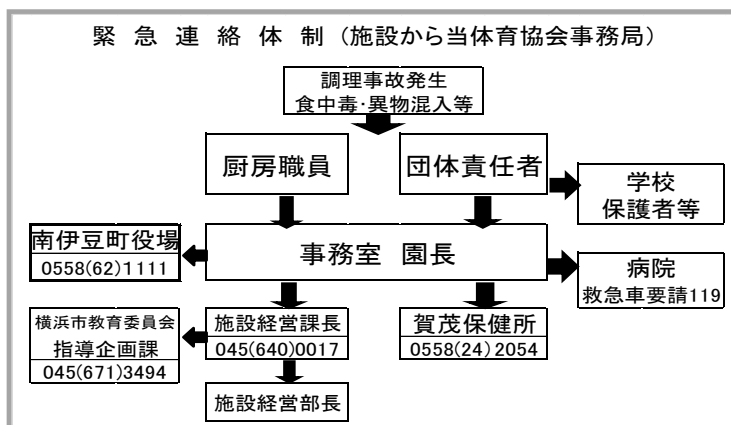 緊 急 連 絡 体 制 (施設から当体育協会事務局)
調理事故発生
食中毒・異物混入等
厨房職員
団体責任者
学校
保護者等
南伊豆町役場
0558(62)1111
事務室 園長
病院
救急車要請119
横浜市教育委員会
指導企画課
045(671)3494
施設経営課長
045(640)0017
賀茂保健所
0558(24)2054
施設経営部長